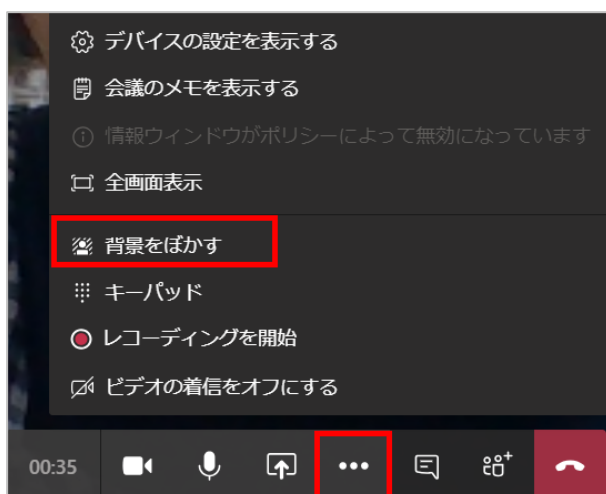 デバイスの設定を表示する
会議のメモを表示する
情報ウィンドウがポリシーによって無効になっています
全画面表示
背景をぼかす
キーパッド
レコーディングを開始
ビデオの着信をオフにする
00:35